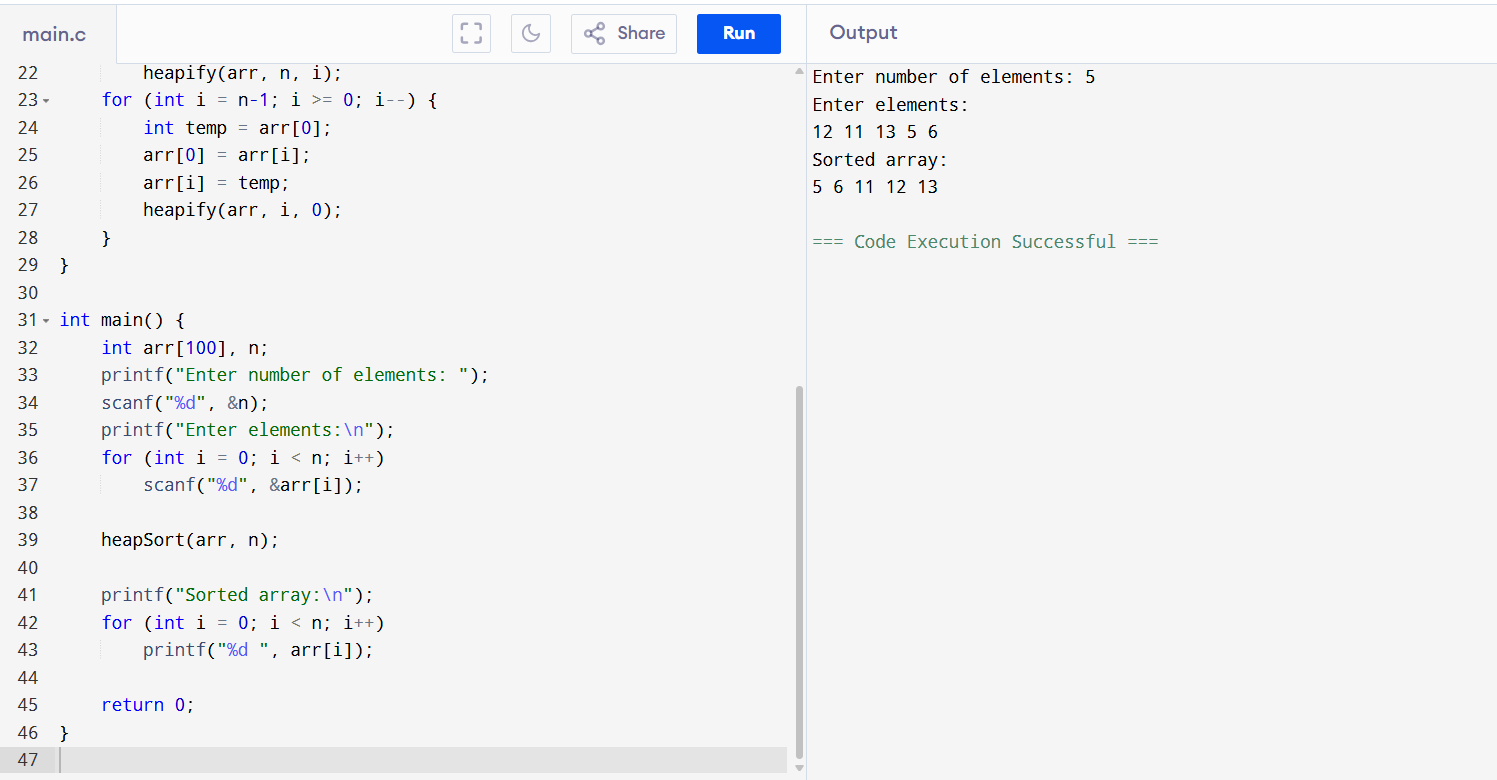 main.c
Share
Run
Output
22 heapify(arr, n, i);
23 for (int i = n-1; i >= 0; i--) {
24 int temp = arr[0];
25 arr[0] = arr[i];
26 arr[i] = temp;
27 heapify(arr, i, 0);
28 }
29 }
30
31 int main() {
32 int arr[100], n;
33 printf("Enter number of elements: ");
34 scanf("%d", &n);
35 printf("Enter elements:\n");
36 for (int i = 0; i < n; i++)
37 scanf("%d", &arr[i]);
38
39 heapSort(arr, n);
40
41 printf("Sorted array:\n");
42 for (int i = 0; i < n; i++)
43 printf("%d ", arr[i]);
44
45 return 0;
46 }
47
Enter number of elements: 5
Enter elements:
12 11 13 5 6
Sorted array:
5 6 11 12 13
=== Code Execution Successful ===